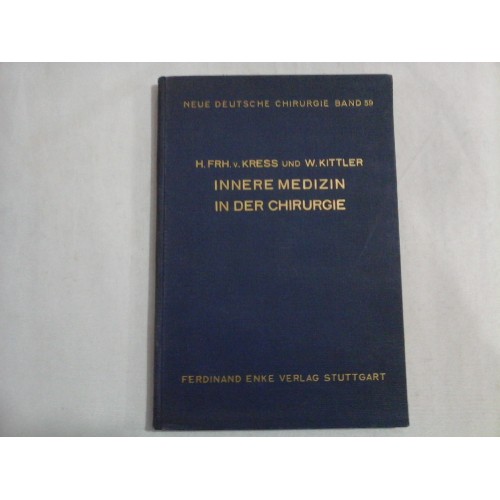 NEUE DEUTSCHE CHIRURGIE BAND 59
H. FRH. v. KRESS UND W. KITTLER
INNERE MEDIZIN
IN DER CHIRURGIE
FERDINAND ENKE VERLAG STUTTGART